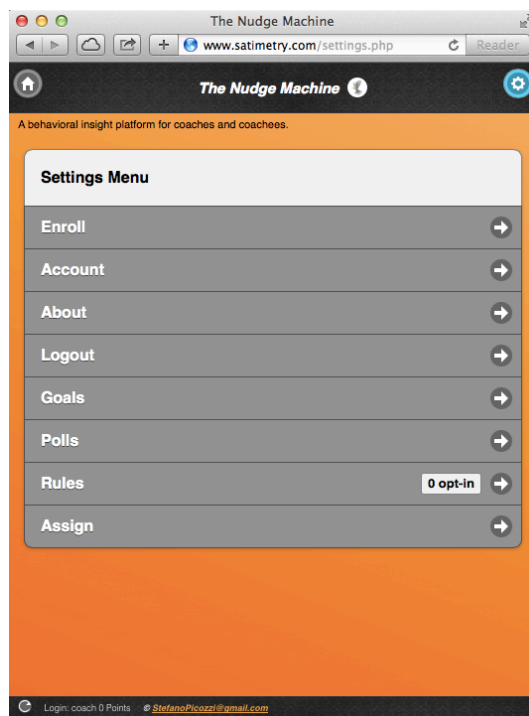 The Nudge Machine
www.satimetry.com/settings.php
Reader
The Nudge Machine
A behavioral insight platform for coaches and coachees.
Settings Menu
Enroll
Account
About
Logout
Goals
Polls
Rules 0 opt-in
Assign
Login: coach 0 Points © StefanoPicozzi@gmail.com